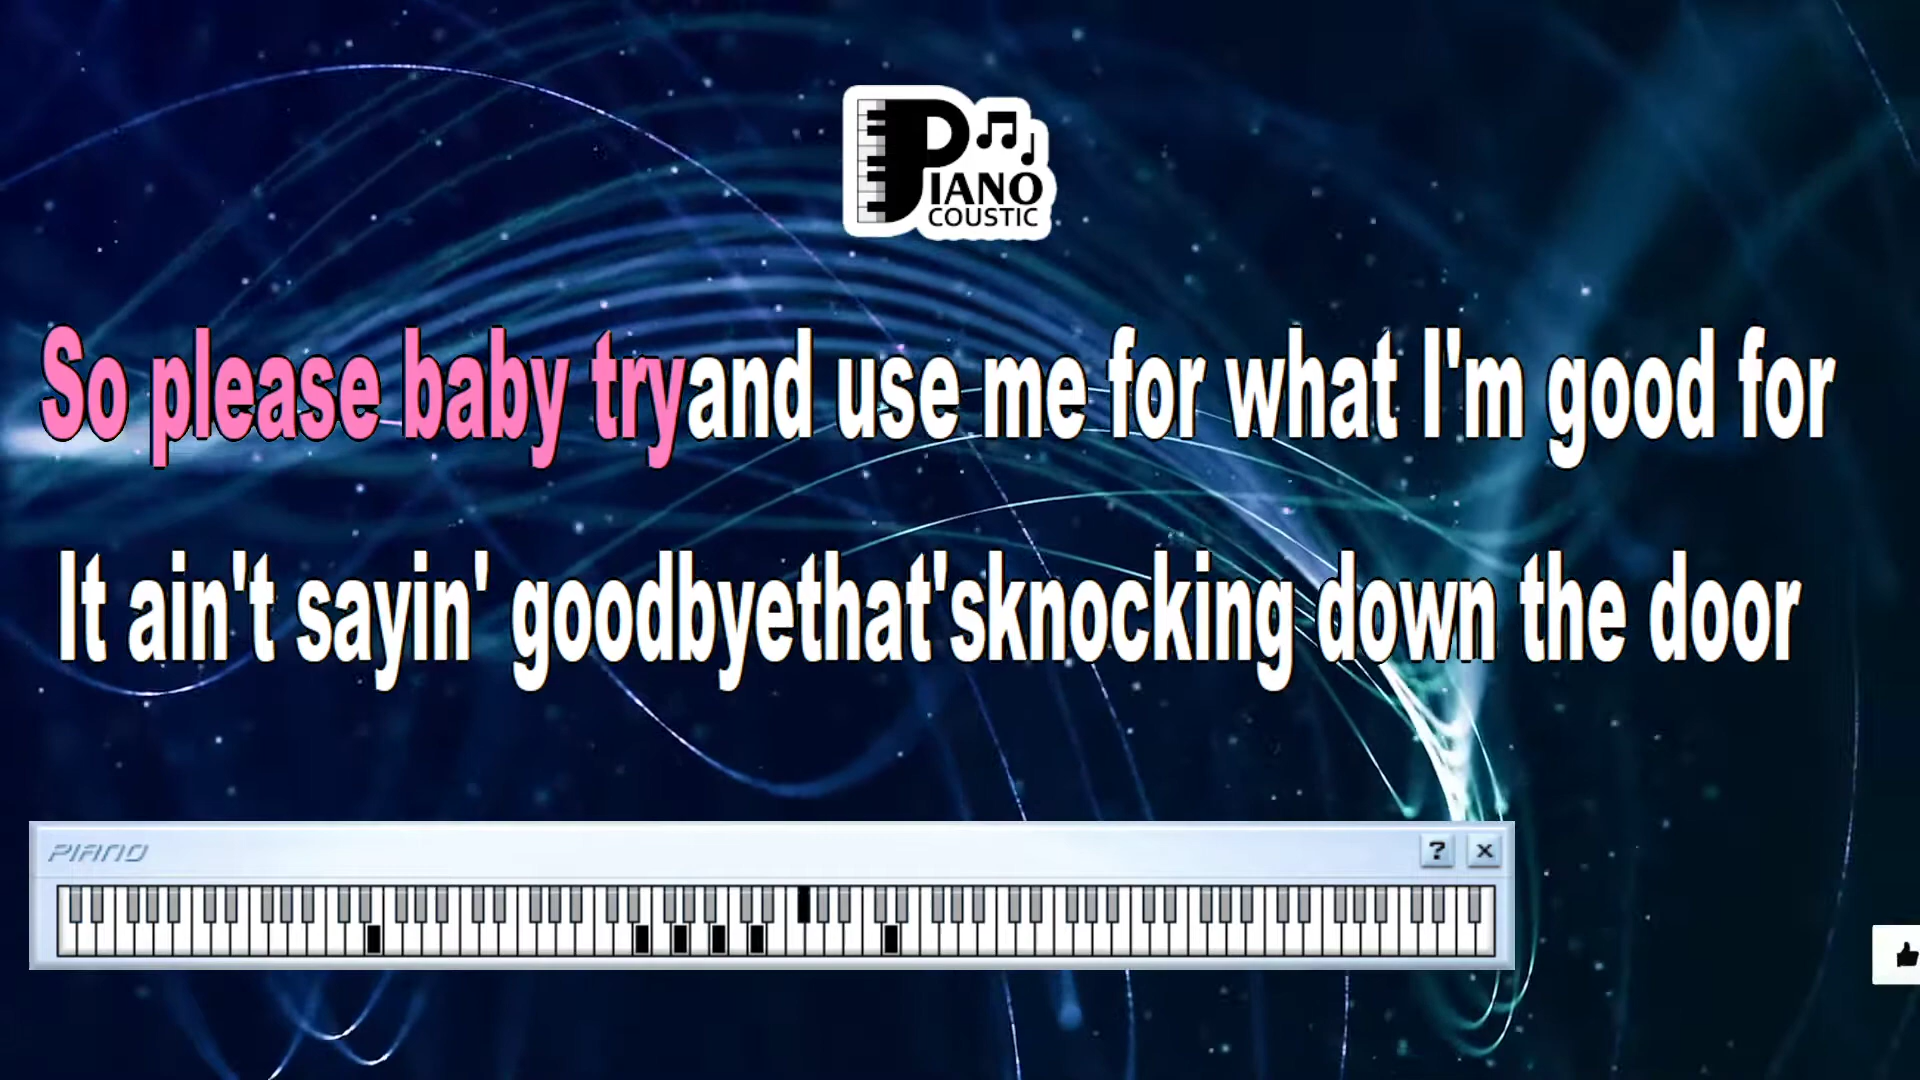 PIANO
COUSTIC
So please baby tryand use me for what I'm good for
It ain't sayin' goodbyethat'sknocking down the door
PIANO
? x